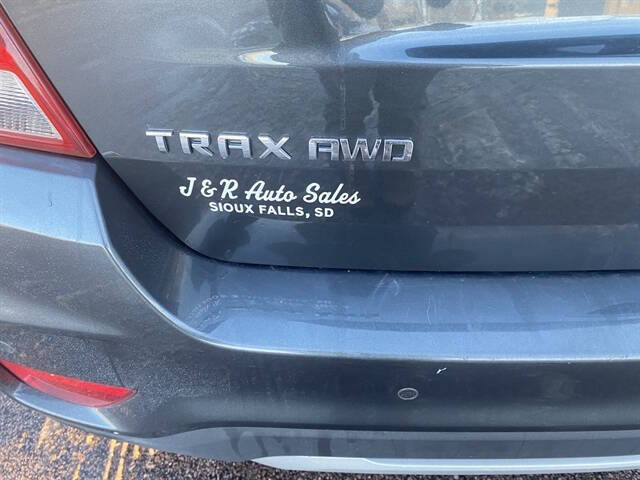 TRAX AWD
J & R Auto Sales
SIOUX FALLS, SD